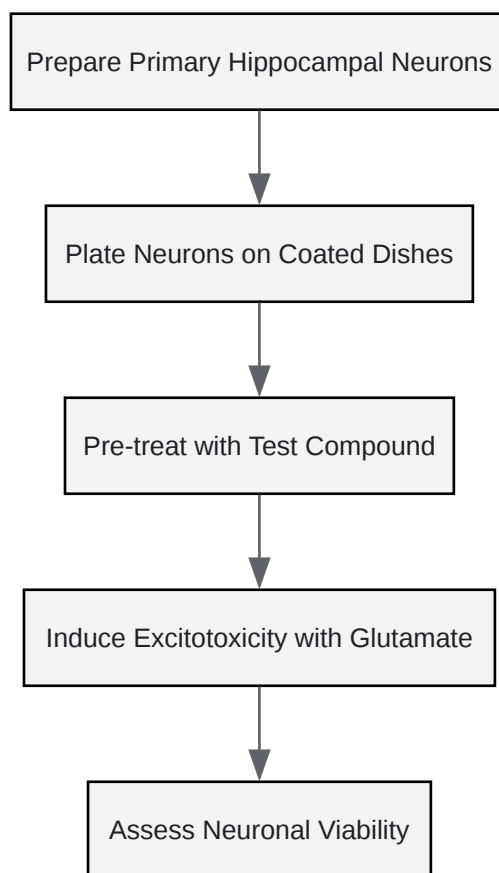 Prepare Primary Hippocampal Neurons
Plate Neurons on Coated Dishes
Pre-treat with Test Compound
Induce Excitotoxicity with Glutamate
Assess Neuronal Viability